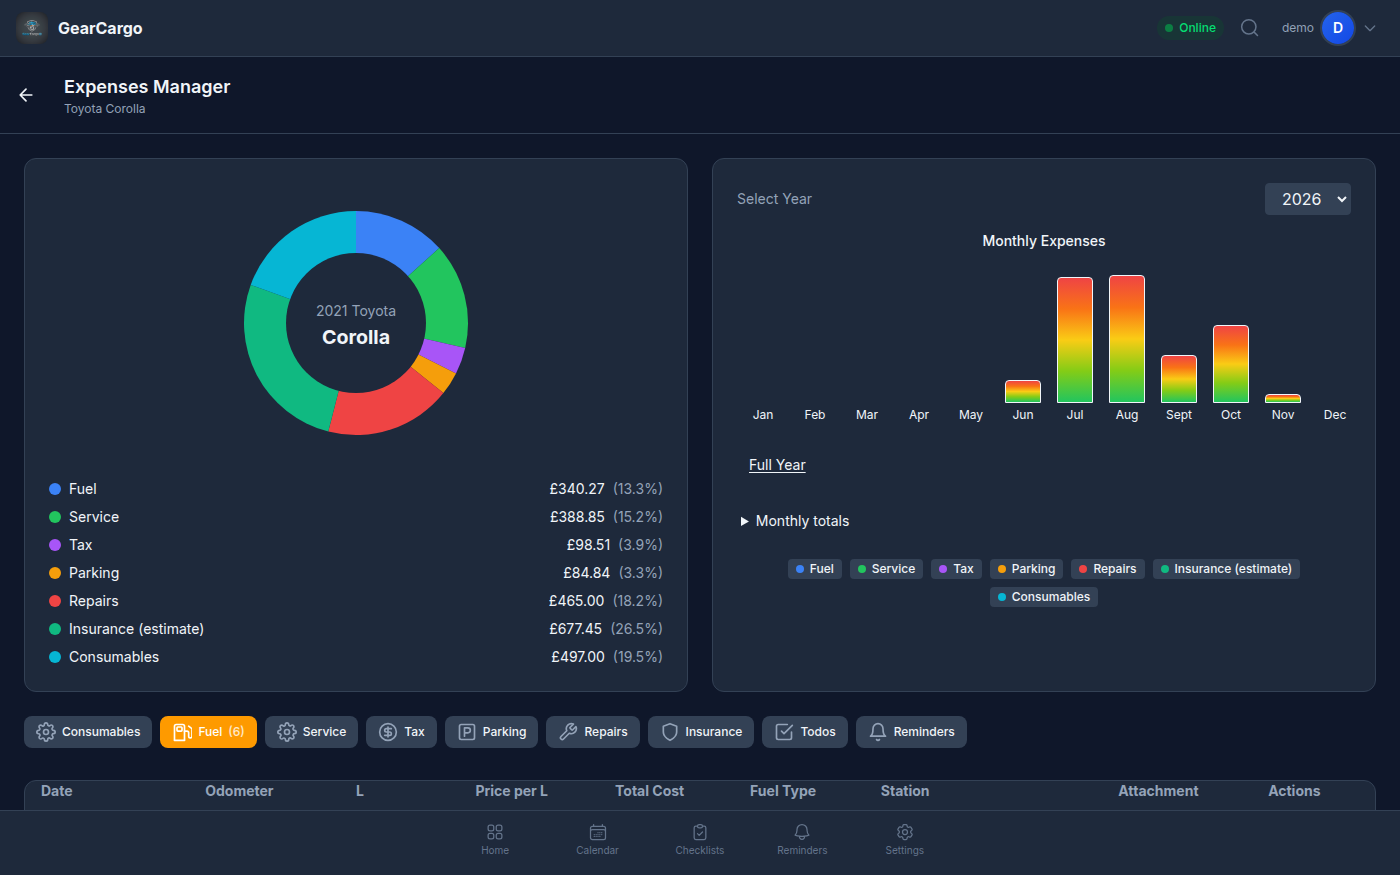 GearCargo
Online
demo
D
Expenses Manager
Toyota Corolla
2021 Toyota
Corolla
Fuel £340.27 (13.3%)
Service £388.85 (15.2%)
Tax £98.51 (3.9%)
Parking £84.84 (3.3%)
Repairs £465.00 (18.2%)
Insurance (estimate) £677.45 (26.5%)
Consumables £497.00 (19.5%)
Select Year
2026
Monthly Expenses
Jan Feb Mar Apr May Jun Jul Aug Sept Oct Nov Dec
Full Year
Monthly totals
Fuel Service Tax Parking Repairs Insurance (estimate)
Consumables
Consumables Fuel (6) Service Tax Parking Repairs Insurance Todos Reminders
Date Odometer L Price per L Total Cost Fuel Type Station Attachment Actions
Home Calendar Checklists Reminders Settings